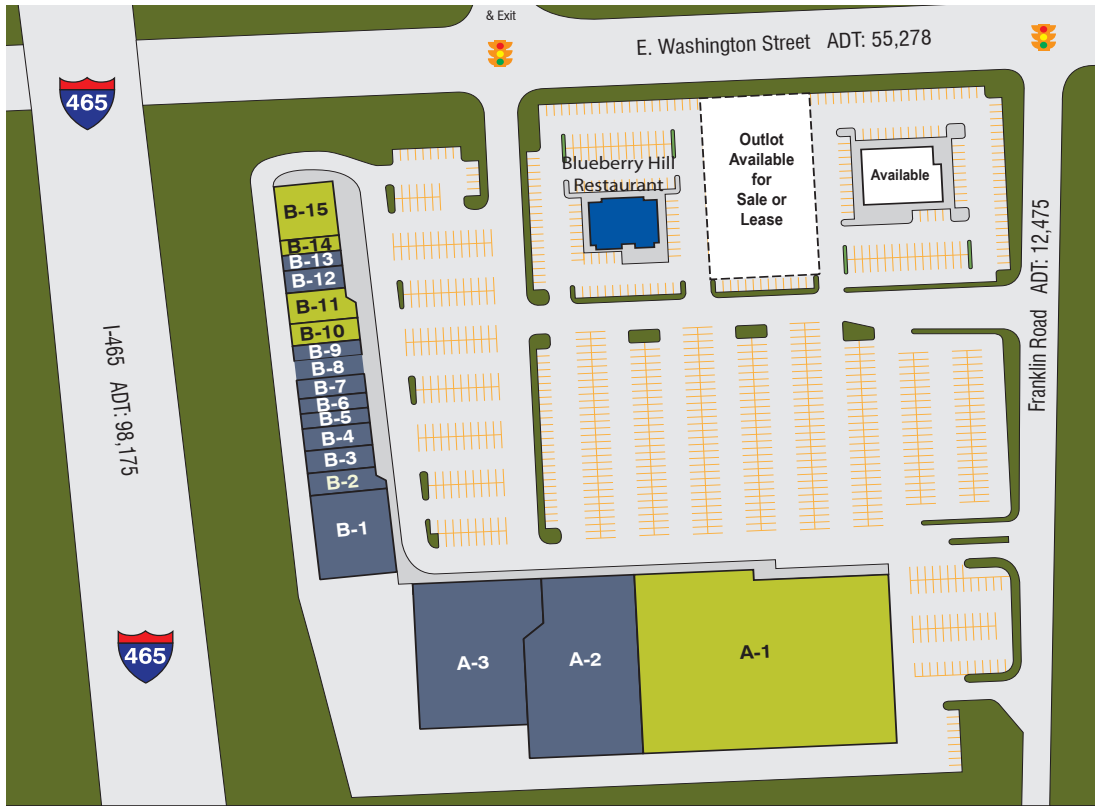 & Exit
E. Washington Street ADT: 55,278
465
Outlot
Available
for
Sale or
Lease
Blueberry Hill
Restaurant
Available
Franklin Road ADT: 12,475
I-465 ADT: 98,175
B-15
B-14
B-13
B-12
B-11
B-10
B-9
B-8
B-7
B-6
B-5
B-4
B-3
B-2
B-1
A-3
A-2
A-1
465